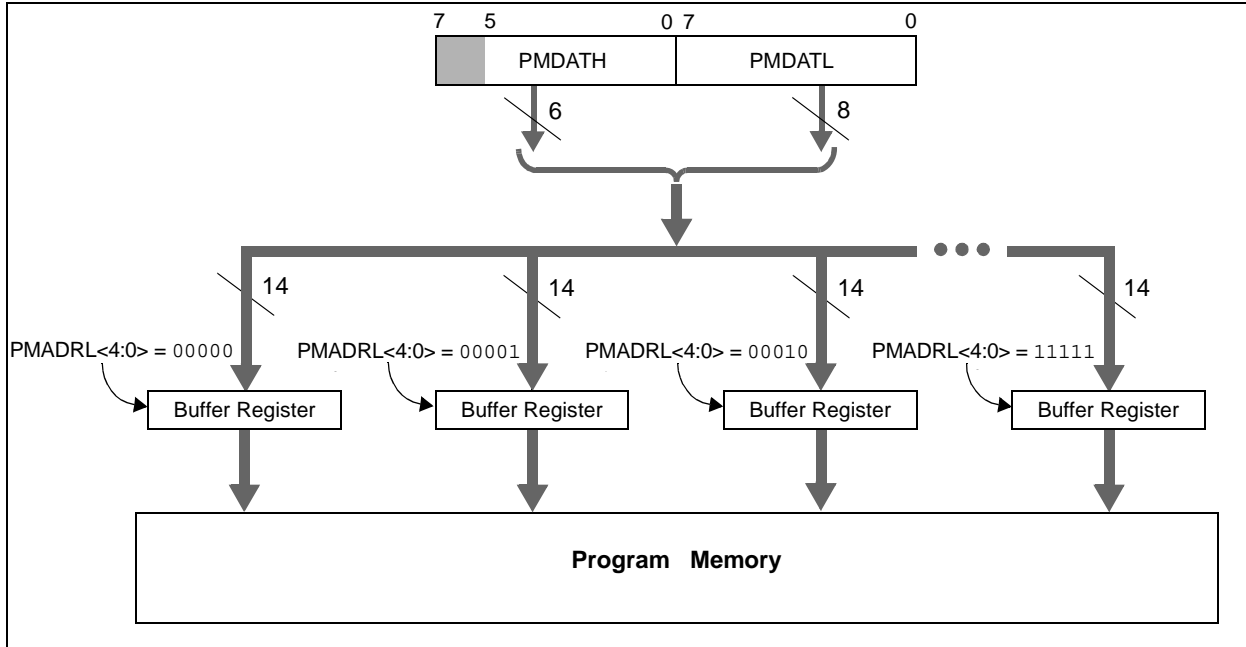 7 5 0 7 0
PMDATH PMDATL
6 8
14 14 14 14
PMADRL<4:0> = 00000 PMADRL<4:0> = 00001 PMADRL<4:0> = 00010 PMADRL<4:0> = 11111
Buffer Register Buffer Register Buffer Register Buffer Register
Program Memory